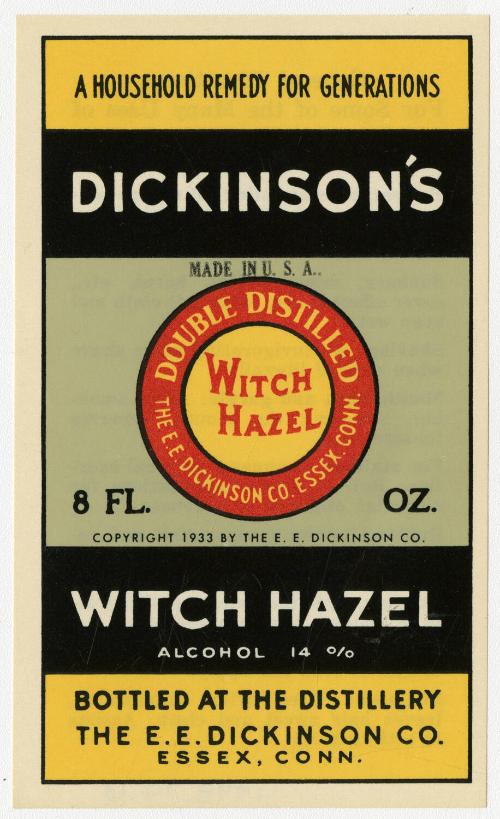 A HOUSEHOLD REMEDY FOR GENERATIONS
DICKINSON'S
MADE IN U. S. A..
DOUBLE DISTILLED
WITCH
HAZEL
THE E.E. DICKINSON CO. ESSEX. CONN.
8 FL. OZ.
COPYRIGHT 1933 BY THE E. E. DICKINSON CO.
WITCH HAZEL
ALCOHOL 14 %
BOTTLED AT THE DISTILLERY
THE E.E. DICKINSON CO.
ESSEX, CONN.